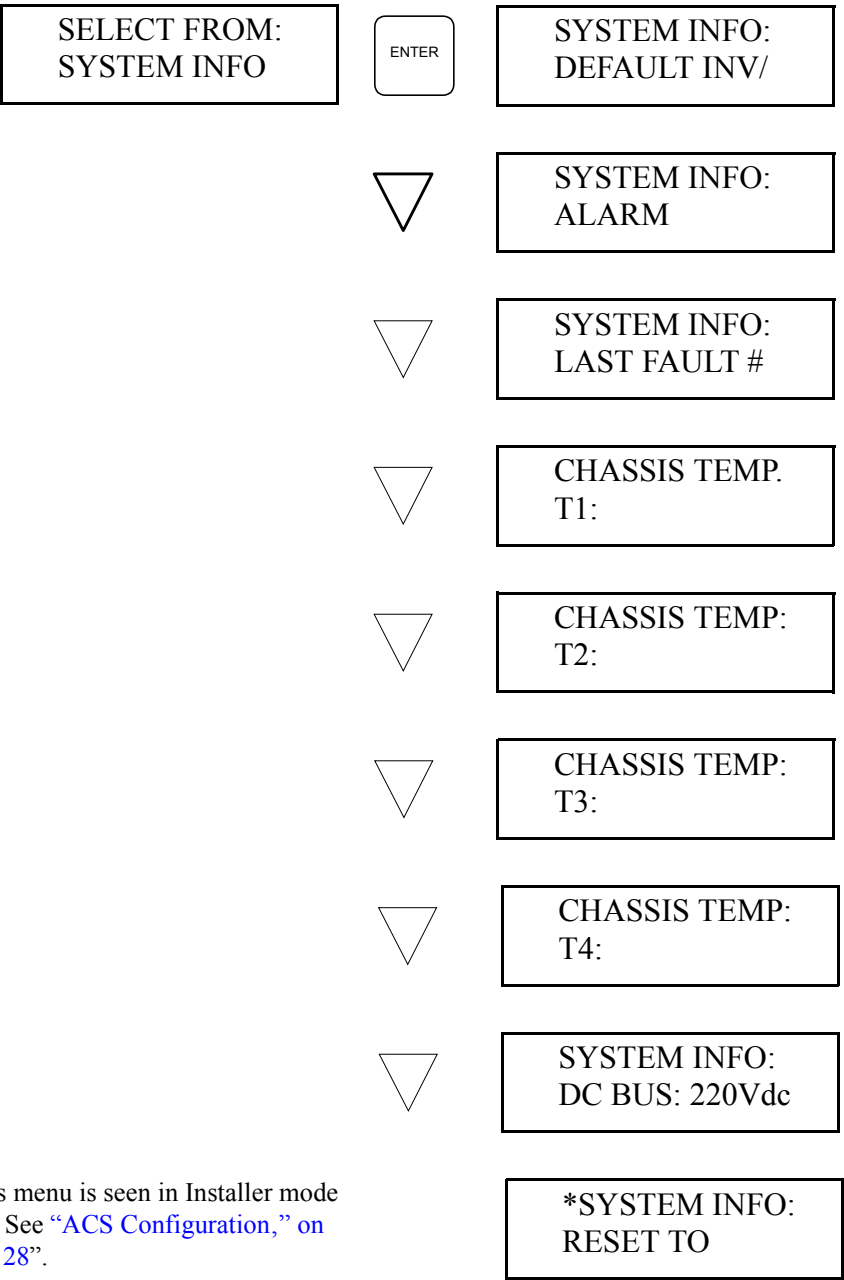 SELECT FROM:
SYSTEM INFO
ENTER
SYSTEM INFO:
DEFAULT INV/
SYSTEM INFO:
ALARM
SYSTEM INFO:
LAST FAULT #
CHASSIS TEMP.
T1:
CHASSIS TEMP:
T2:
CHASSIS TEMP:
T3:
CHASSIS TEMP:
T4:
SYSTEM INFO:
DC BUS: 220Vdc
s menu is seen in Installer mode
See “ACS Configuration,” on
28”.
*SYSTEM INFO:
RESET TO